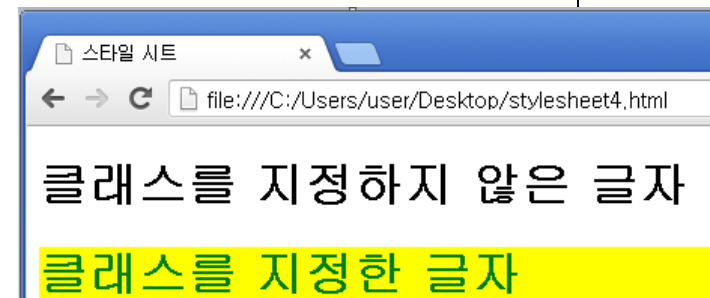 스타일 시트
file:///C:/Users/user/Desktop/stylesheet4.html
클래스를 지정하지 않은 글자
클래스를 지정한 글자